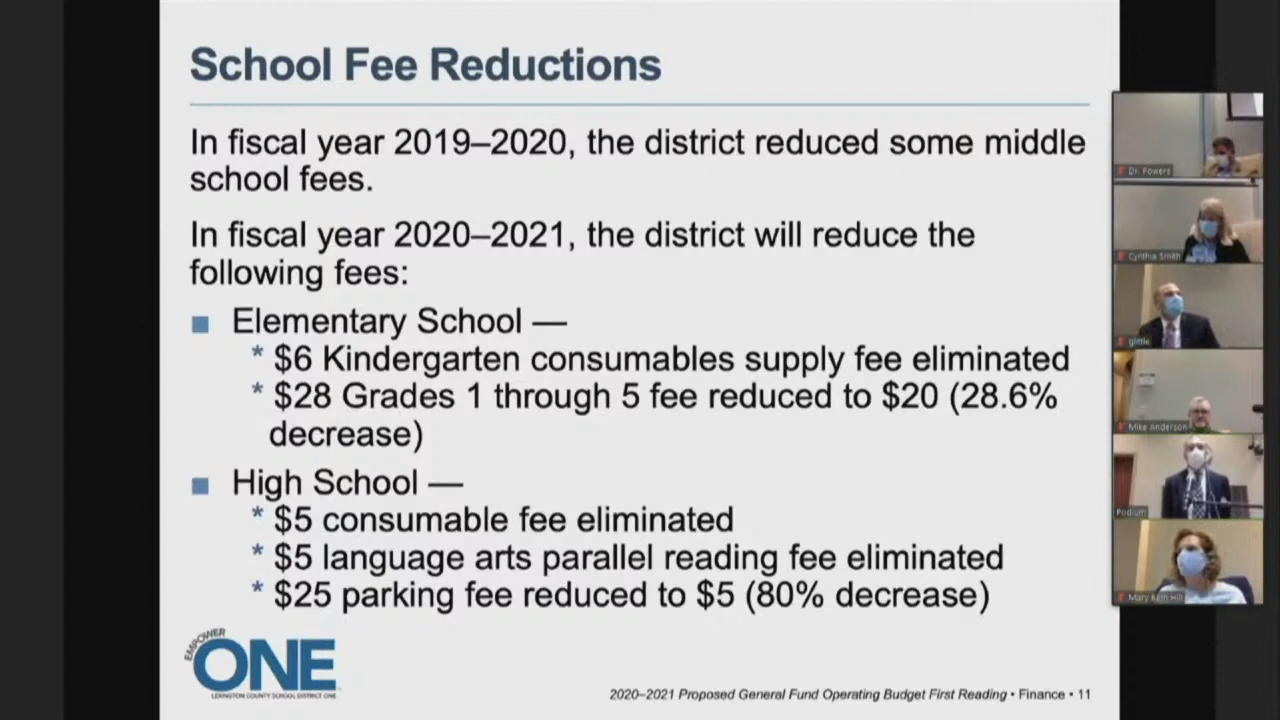 School Fee Reductions
In fiscal year 2019–2020, the district reduced some middle
school fees.
In fiscal year 2020–2021, the district will reduce the
following fees:
■ Elementary School —
* $6 Kindergarten consumables supply fee eliminated
* $28 Grades 1 through 5 fee reduced to $20 (28.6%
decrease)
■ High School —
* $5 consumable fee eliminated
* $5 language arts parallel reading fee eliminated
* $25 parking fee reduced to $5 (80% decrease)
EMPOWER
ONE
LEXINGTON COUNTY SCHOOL DISTRICT ONE
2020–2021 Proposed General Fund Operating Budget First Reading • Finance • 11
Dr. Powers
Cynthia Smith
Mike Anderson
Podium
Mary Beth Hill